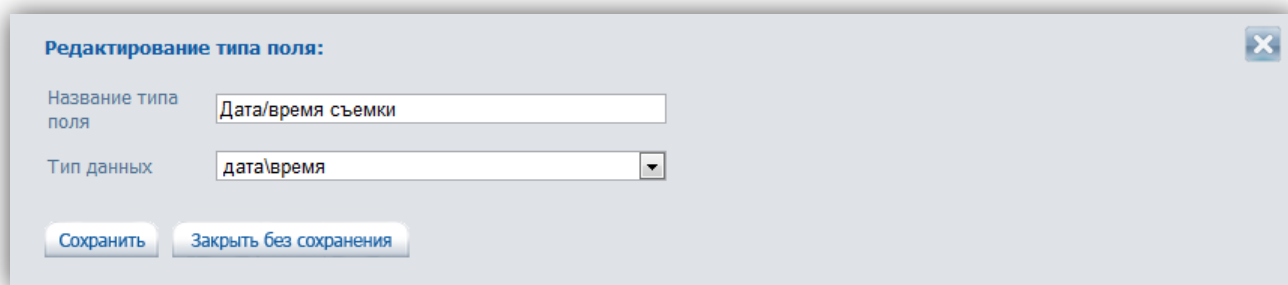 Редактирование типа поля:
Название типа
поля
Дата/время съемки
Тип данных
дата\время
Сохранить Закрыть без сохранения